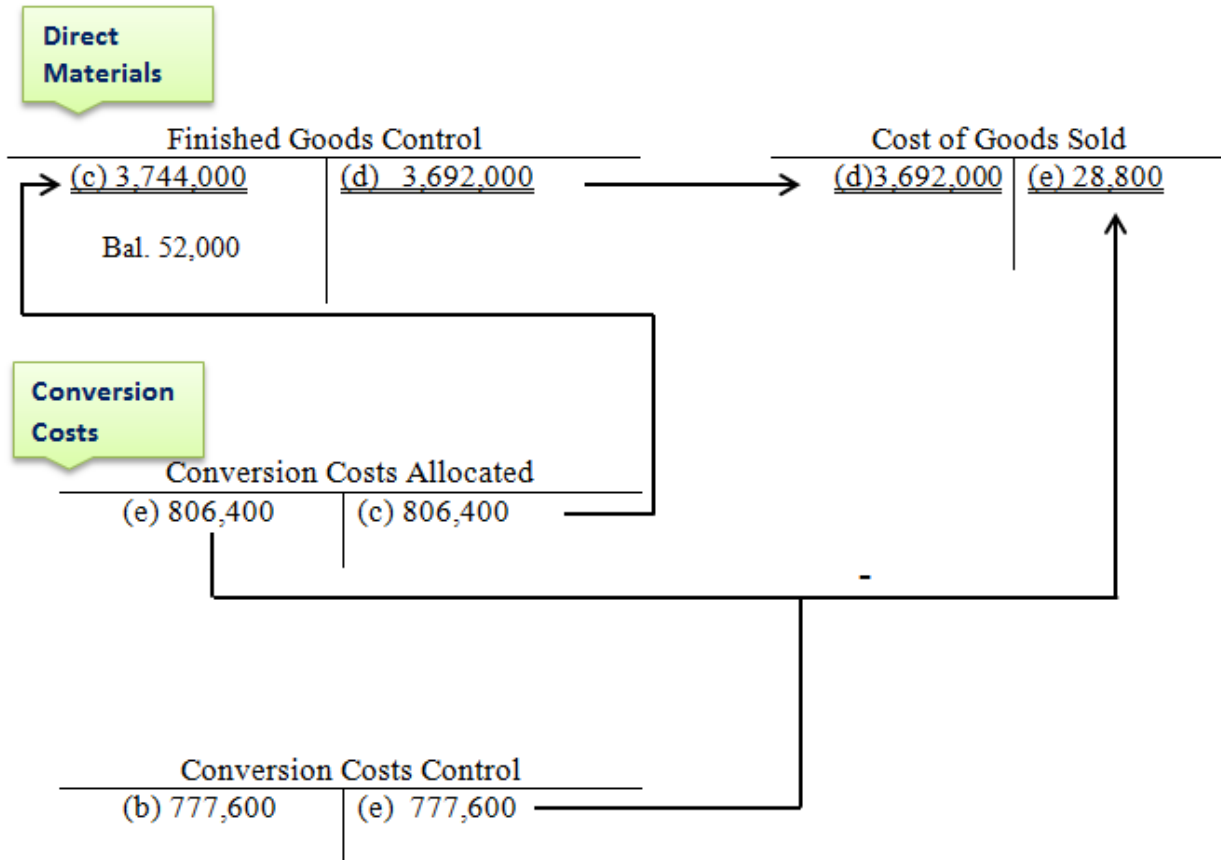 Direct
Materials
Finished Goods Control
Cost of Goods Sold
(c) 3,744,000
(d) 3,692,000
(d)3,692,000
(e) 28,800
Bal. 52,000
Conversion
Costs
Conversion Costs Allocated
(e) 806,400
(c) 806,400
-
Conversion Costs Control
(b) 777,600
(e) 777,600